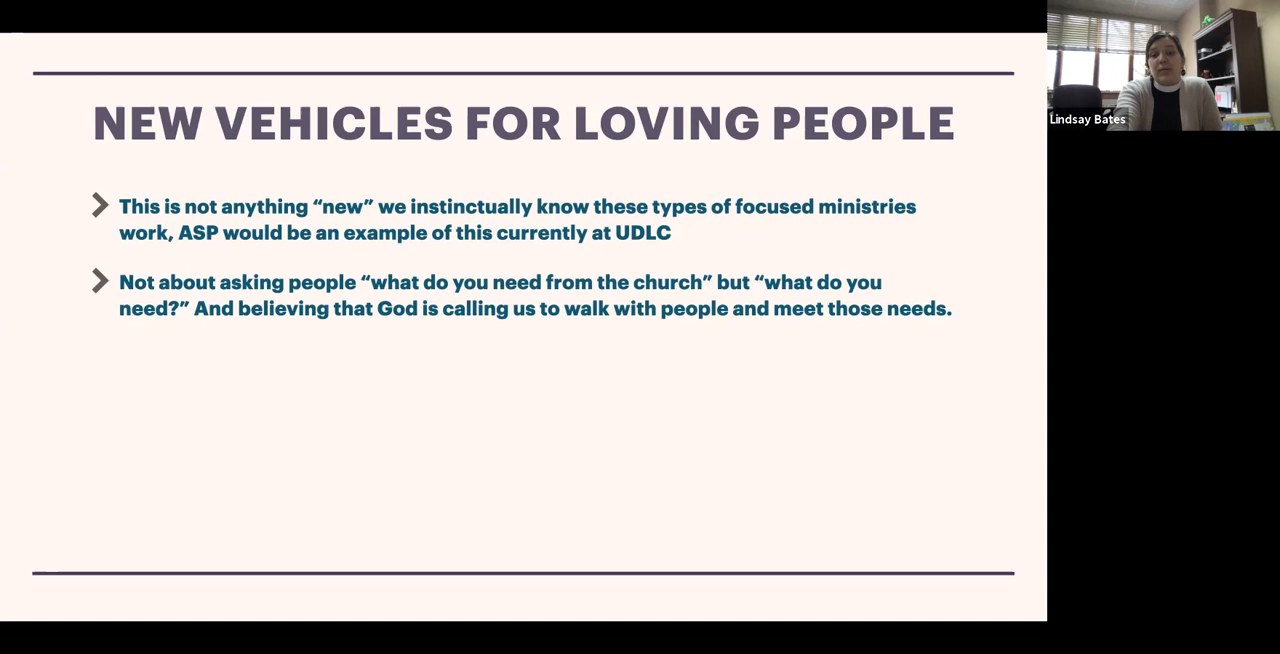 NEW VEHICLES FOR LOVING PEOPLE
This is not anything “new” we instinctually know these types of focused ministries
work, ASP would be an example of this currently at UDLC
Not about asking people “what do you need from the church” but “what do you
need?” And believing that God is calling us to walk with people and meet those needs.
Lindsay Bates